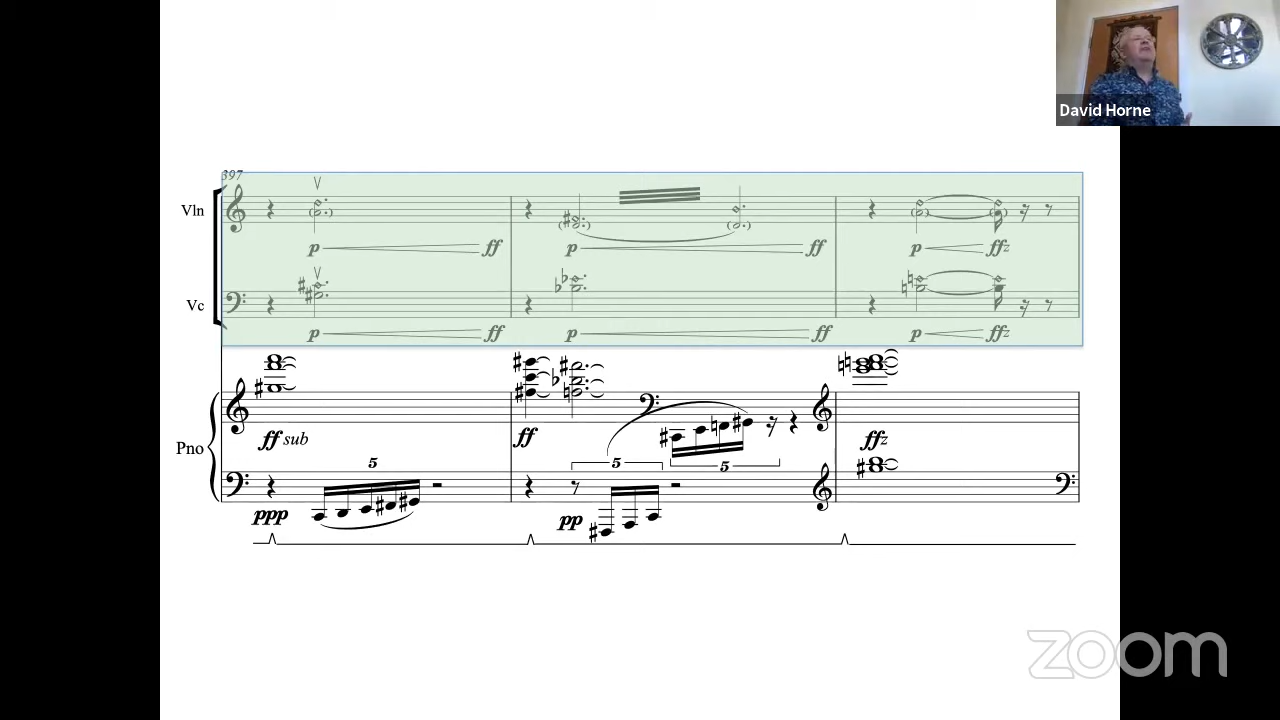 David Horne
397
Vln
p ff p ff p ffz
Vc
p ff p ff p ffz
Pno
ff sub ff ffz
5 5 5
ppp pp
zoom